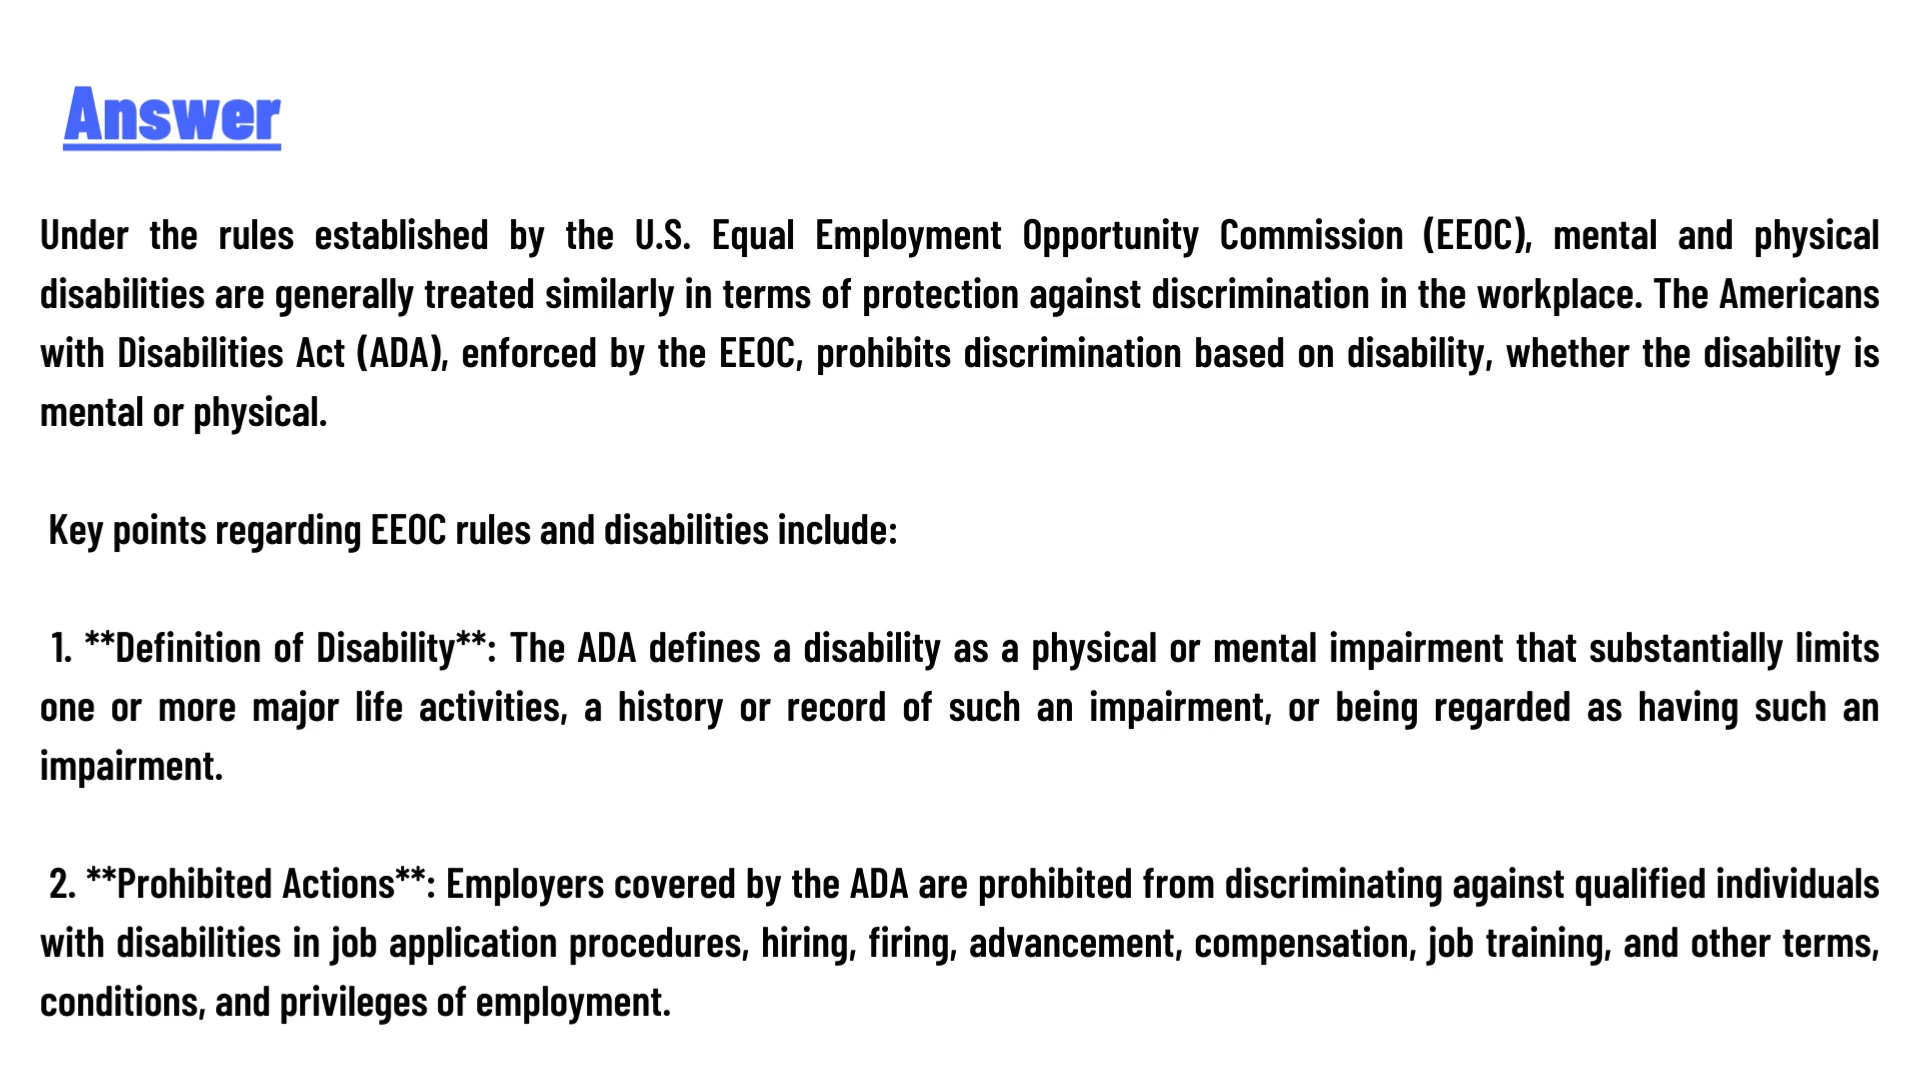 Answer
Under the rules established by the U.S. Equal Employment Opportunity Commission (EEOC), mental and physical
disabilities are generally treated similarly in terms of protection against discrimination in the workplace. The Americans
with Disabilities Act (ADA), enforced by the EEOC, prohibits discrimination based on disability, whether the disability is
mental or physical.
Key points regarding EEOC rules and disabilities include:
1. **Definition of Disability**: The ADA defines a disability as a physical or mental impairment that substantially limits
one or more major life activities, a history or record of such an impairment, or being regarded as having such an
impairment.
2. **Prohibited Actions**: Employers covered by the ADA are prohibited from discriminating against qualified individuals
with disabilities in job application procedures, hiring, firing, advancement, compensation, job training, and other terms,
conditions, and privileges of employment.